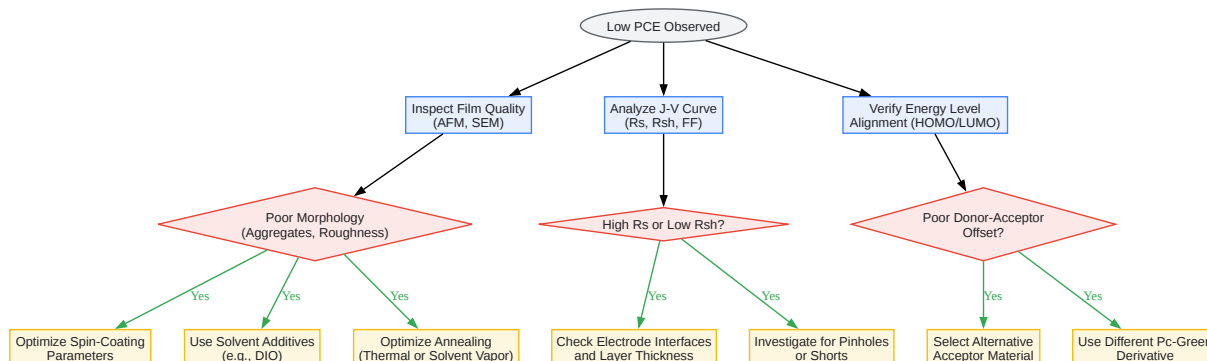 Low PCE Observed
Inspect Film Quality
(AFM, SEM)
Analyze J-V Curve
(Rs, Rsh, FF)
Verify Energy Level
Alignment (HOMO/LUMO)
Poor Morphology
(Aggregates, Roughness)
High Rs or Low Rsh?
Poor Donor-Acceptor
Offset?
Yes
Yes
Yes
Yes
Yes
Yes
Yes
Optimize Spin-Coating
Parameters
Use Solvent Additives
(e.g., DIO)
Optimize Annealing
(Thermal or Solvent Vapor)
Check Electrode Interfaces
and Layer Thickness
Investigate for Pinholes
or Shorts
Select Alternative
Acceptor Material
Use Different Pc-Green
Derivative